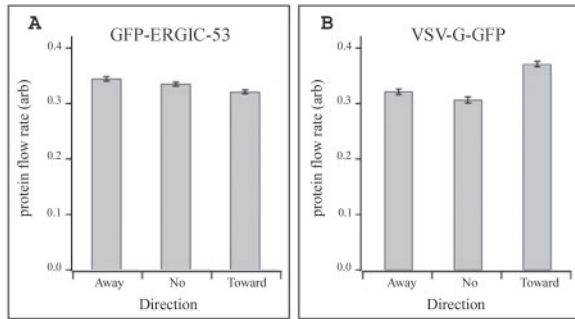 A
GFP-ERGIC-53
protein flow rate (arb)
0.4
0.3
0.2
0.1
0.0
Away No Toward
Direction
B
VSV-G-GFP
protein flow rate (arb)
0.4
0.3
0.2
0.1
0.0
Away No Toward
Direction